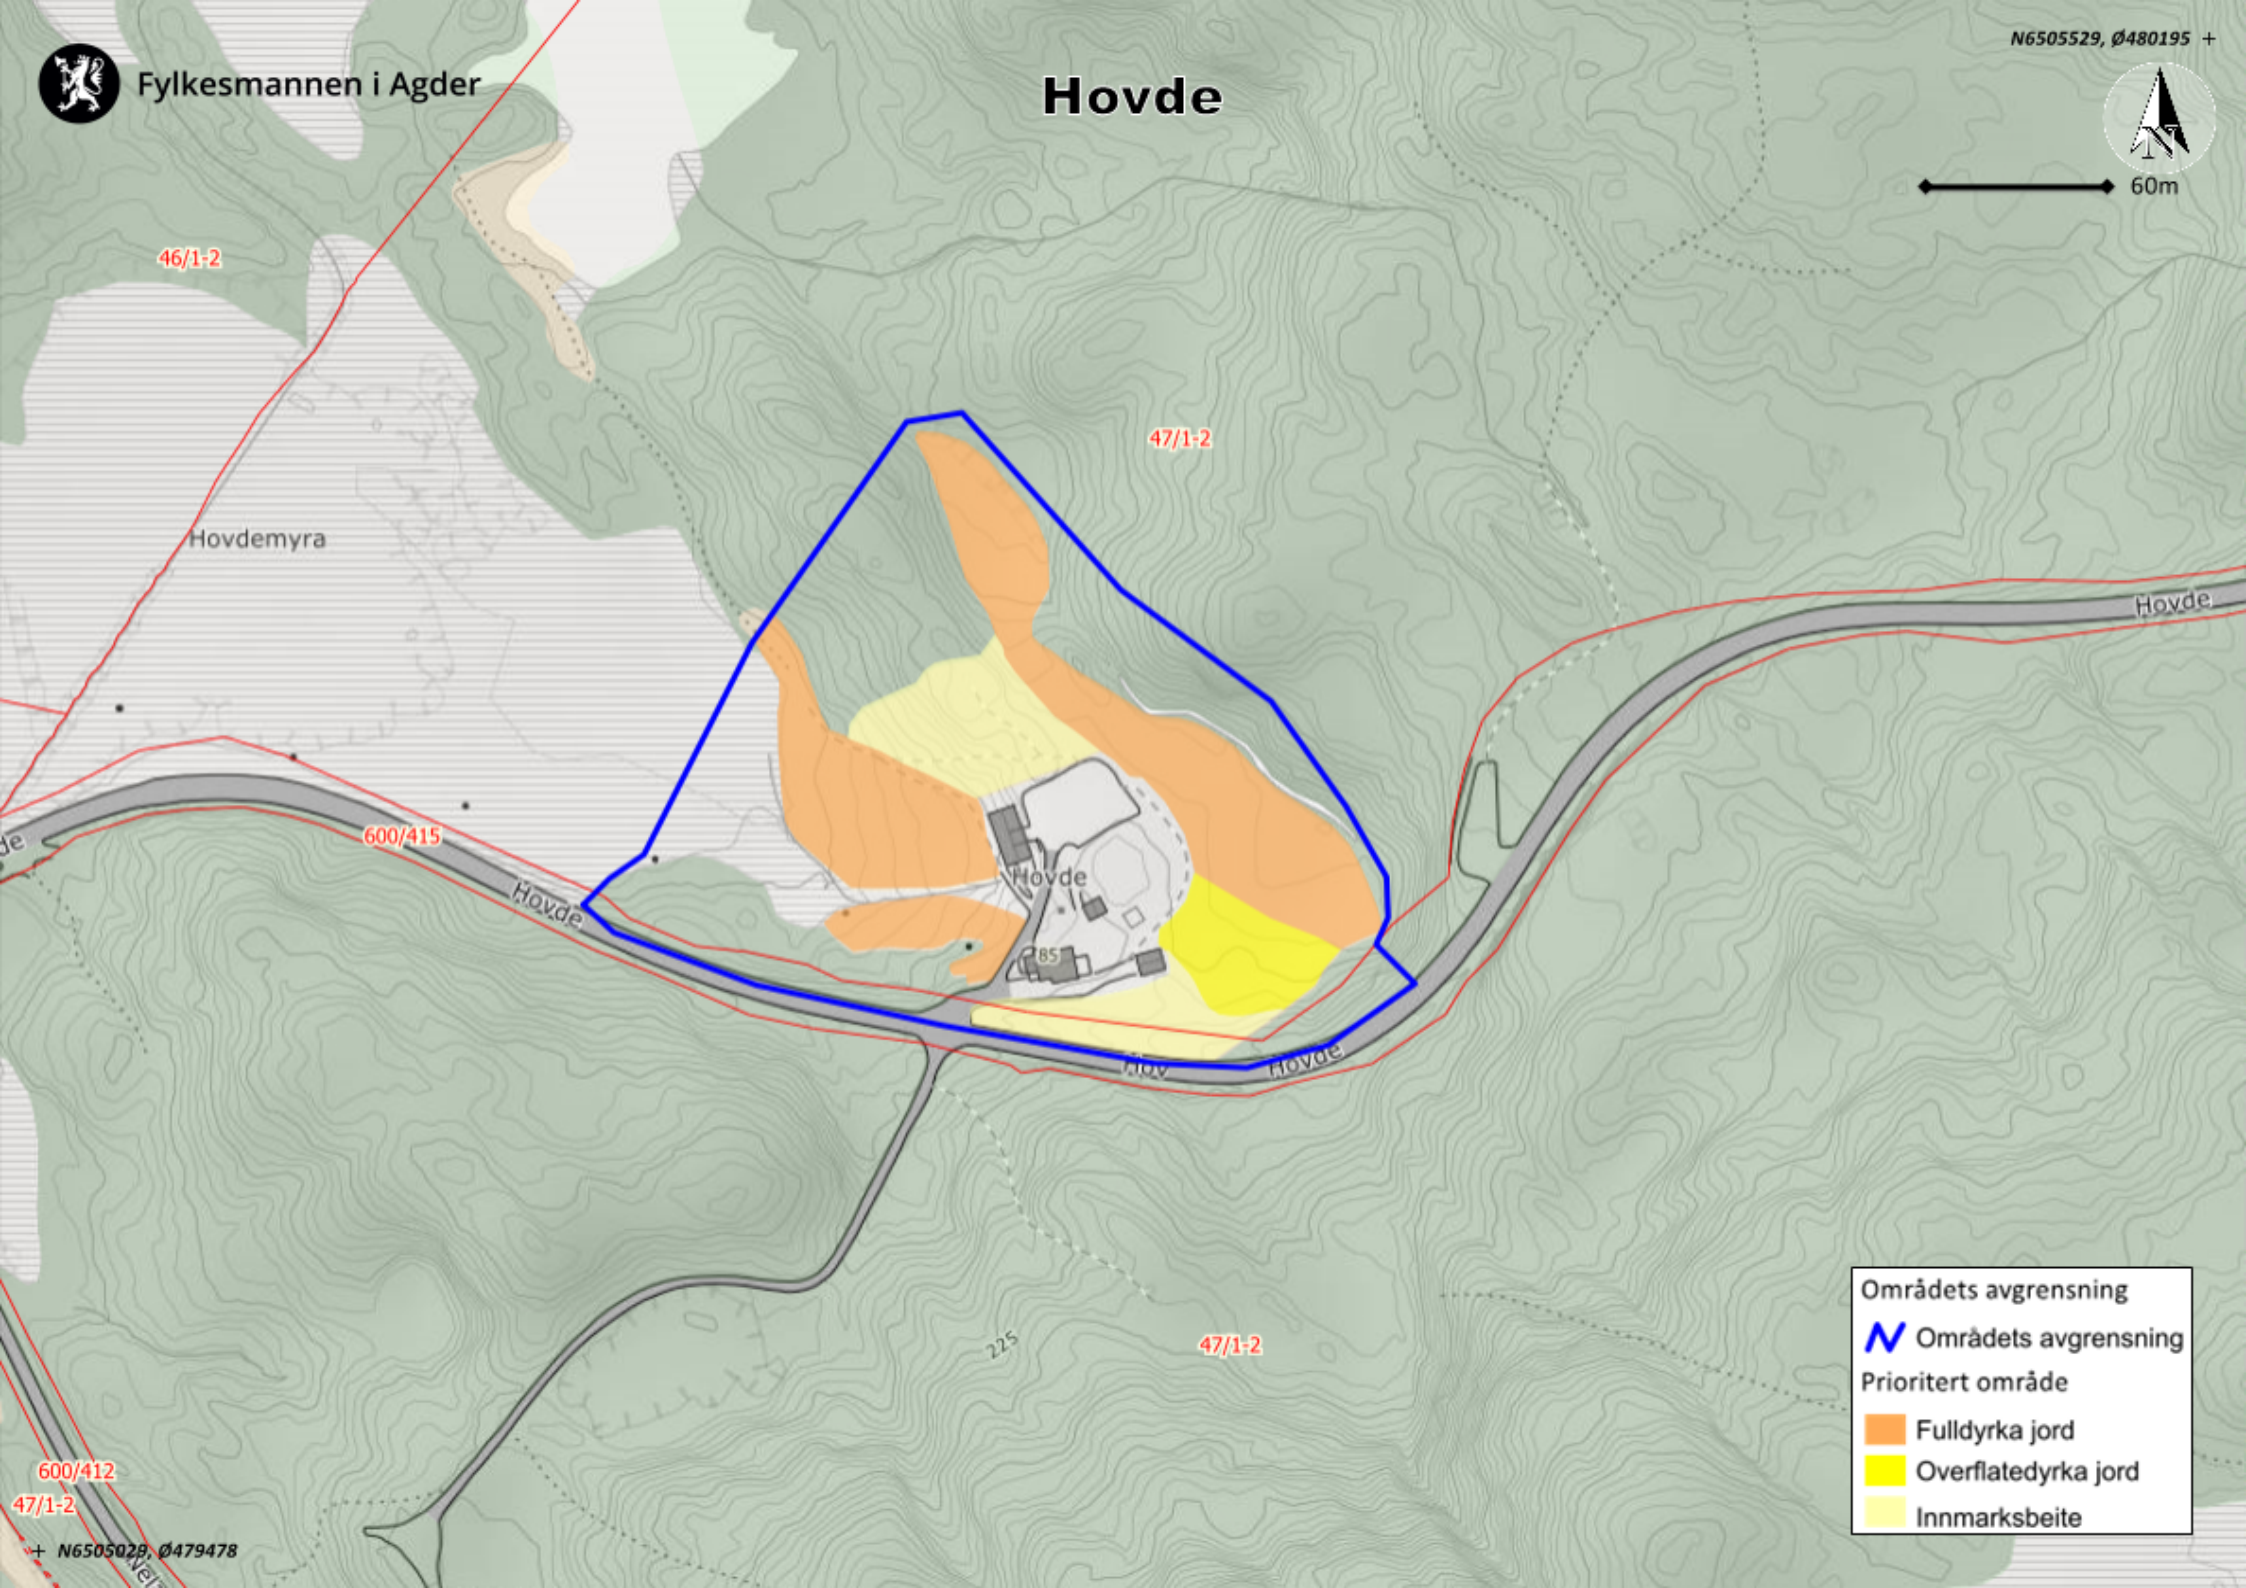 N6505529, Ø480195
Fylkesmannen i Agder
Hovde
60m
46/1-2
47/1-2
Hovdemyra
Hovde
600/415
de
Hovde
Hovde
85
Hov
Hovde
225
47/1-2
Områdets avgrensning
Områdets avgrensning
Prioritert område
Fulldyrka jord
Overflatedyrka jord
Innmarksbeite
600/412
47/1-2
N6505029, Ø479478